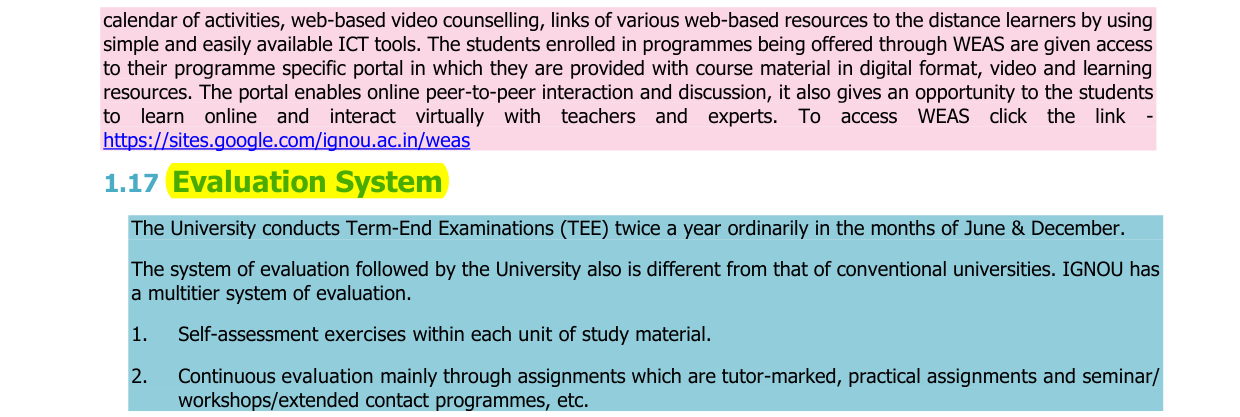 calendar of activities, web-based video counselling, links of various web-based resources to the distance learners by using
simple and easily available ICT tools. The students enrolled in programmes being offered through WEAS are given access
to their programme specific portal in which they are provided with course material in digital format, video and learning
resources. The portal enables online peer-to-peer interaction and discussion, it also gives an opportunity to the students
to learn online and interact virtually with teachers and experts. To access WEAS click the link -
https://sites.google.com/ignou.ac.in/weas
1.17 Evaluation System
The University conducts Term-End Examinations (TEE) twice a year ordinarily in the months of June & December.
The system of evaluation followed by the University also is different from that of conventional universities. IGNOU has
a multitier system of evaluation.
1. Self-assessment exercises within each unit of study material.
2. Continuous evaluation mainly through assignments which are tutor-marked, practical assignments and seminar/
workshops/extended contact programmes, etc.